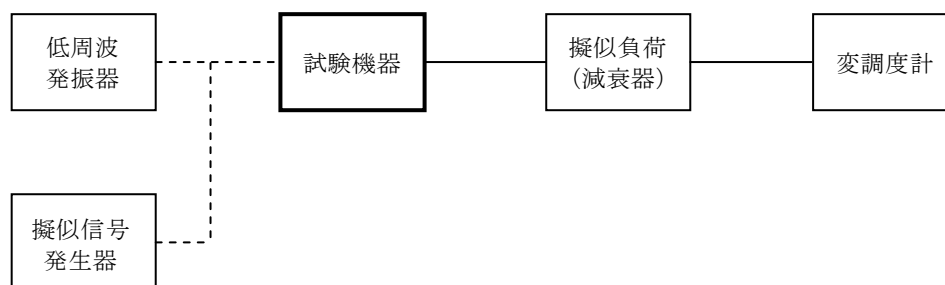 低周波
発振器
試験機器
擬似負荷
（減衰器）
変調度計
擬似信号
発生器